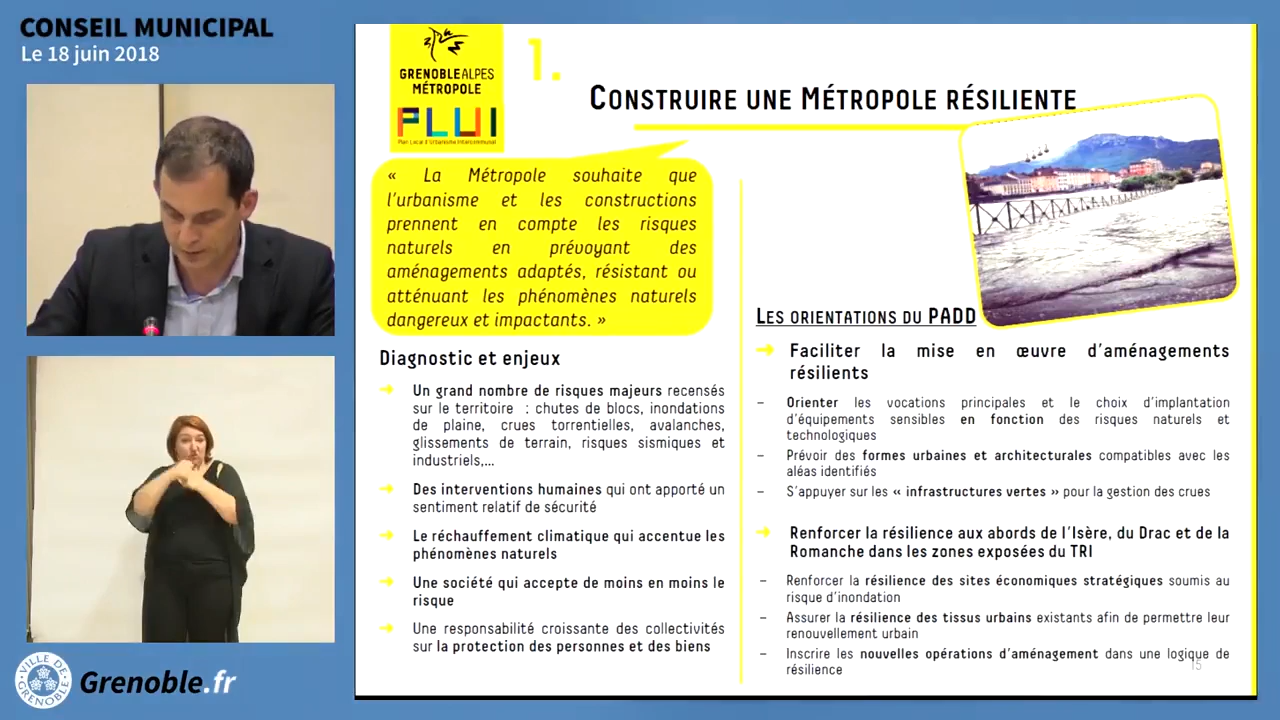 CONSEIL MUNICIPAL
Le 18 juin 2018
GRENOBLEALPES
MÉTROPOLE
PLUI
Plan Local d'Urbanisme Intercommunal
1.
CONSTRUIRE UNE MÉTROPOLE RÉSILIENTE
« La Métropole souhaite que
l'urbanisme et les constructions
prennent en compte les risques
naturels en prévoyant des
aménagements adaptés, résistant ou
atténuant les phénomènes naturels
dangereux et impactants. »
Diagnostic et enjeux
Un grand nombre de risques majeurs recensés
sur le territoire : chutes de blocs, inondations
de plaine, crues torrentielles, avalanches,
glissements de terrain, risques sismiques et
industriels,...
Des interventions humaines qui ont apporté un
sentiment relatif de sécurité
Le réchauffement climatique qui accentue les
phénomènes naturels
Une société qui accepte de moins en moins le
risque
Une responsabilité croissante des collectivités
sur la protection des personnes et des biens
LES ORIENTATIONS DU PADD
Faciliter la mise en œuvre d'aménagements
résilients
– Orienter les vocations principales et le choix d'implantation
d'équipements sensibles en fonction des risques naturels et
technologiques
– Prévoir des formes urbaines et architecturales compatibles avec les
aléas identifiés
– S'appuyer sur les « infrastructures vertes » pour la gestion des crues
Renforcer la résilience aux abords de l'Isère, du Drac et de la
Romanche dans les zones exposées du TRI
– Renforcer la résilience des sites économiques stratégiques soumis au
risque d'inondation
– Assurer la résilience des tissus urbains existants afin de permettre leur
renouvellement urbain
– Inscrire les nouvelles opérations d'aménagement dans une logique de
résilience
15
VILLE DE
GRENOBLE
Grenoble.fr